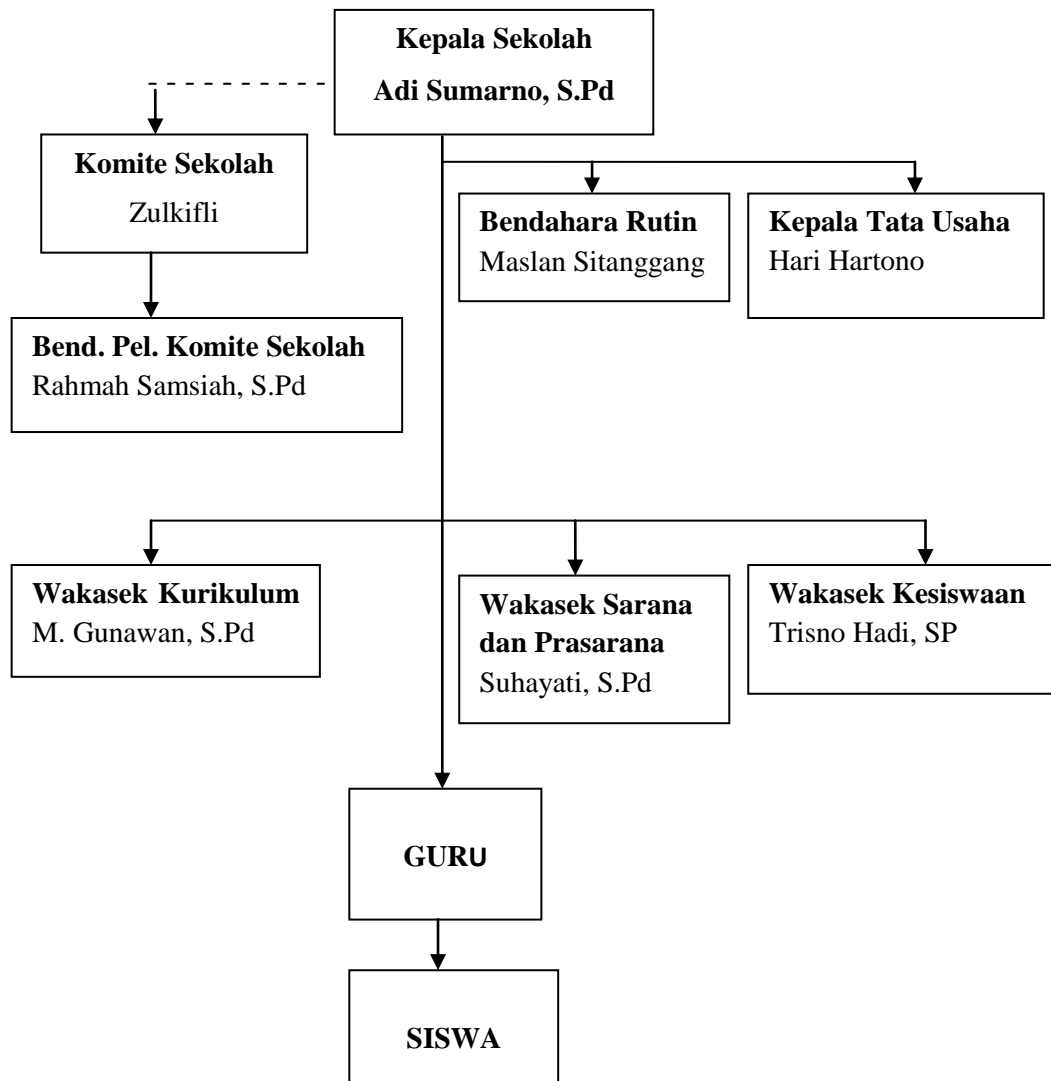 Kepala Sekolah
Adi Sumarno, S.Pd
Komite Sekolah
Zulkifli
Bendahara Rutin
Maslan Sitanggang
Kepala Tata Usaha
Hari Hartono
Bend. Pel. Komite Sekolah
Rahmah Samsiah, S.Pd
Wakasek Kurikulum
M. Gunawan, S.Pd
Wakasek Sarana
dan Prasarana
Suhayati, S.Pd
Wakasek Kesiswaan
Trisno Hadi, SP
GURU
SISWA